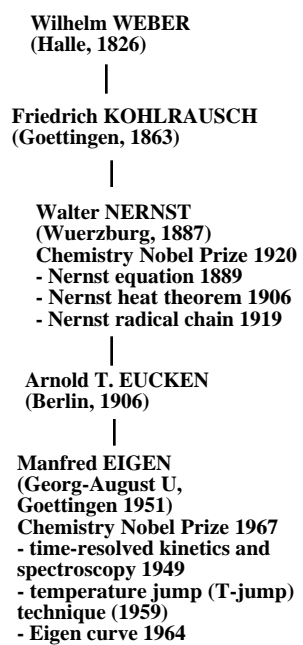 Wilhelm WEBER
(Halle, 1826)
Friedrich KOHLRAUSCH
(Goettingen, 1863)
Walter NERNST
(Wuerzburg, 1887)
Chemistry Nobel Prize 1920
- Nernst equation 1889
- Nernst heat theorem 1906
- Nernst radical chain 1919
Arnold T. EUCKEN
(Berlin, 1906)
Manfred EIGEN
(Georg-August U,
Goettingen 1951)
Chemistry Nobel Prize 1967
- time-resolved kinetics and
spectroscopy 1949
- temperature jump (T-jump)
technique (1959)
- Eigen curve 1964